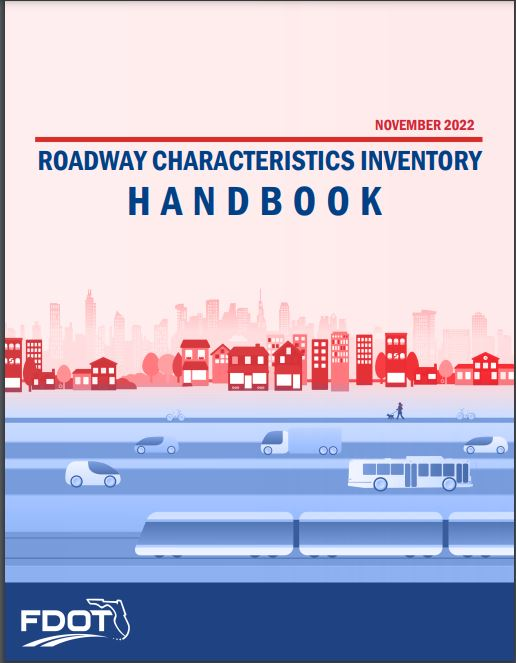 NOVEMBER 2022
ROADWAY CHARACTERISTICS INVENTORY
HANDBOOK
FDOT